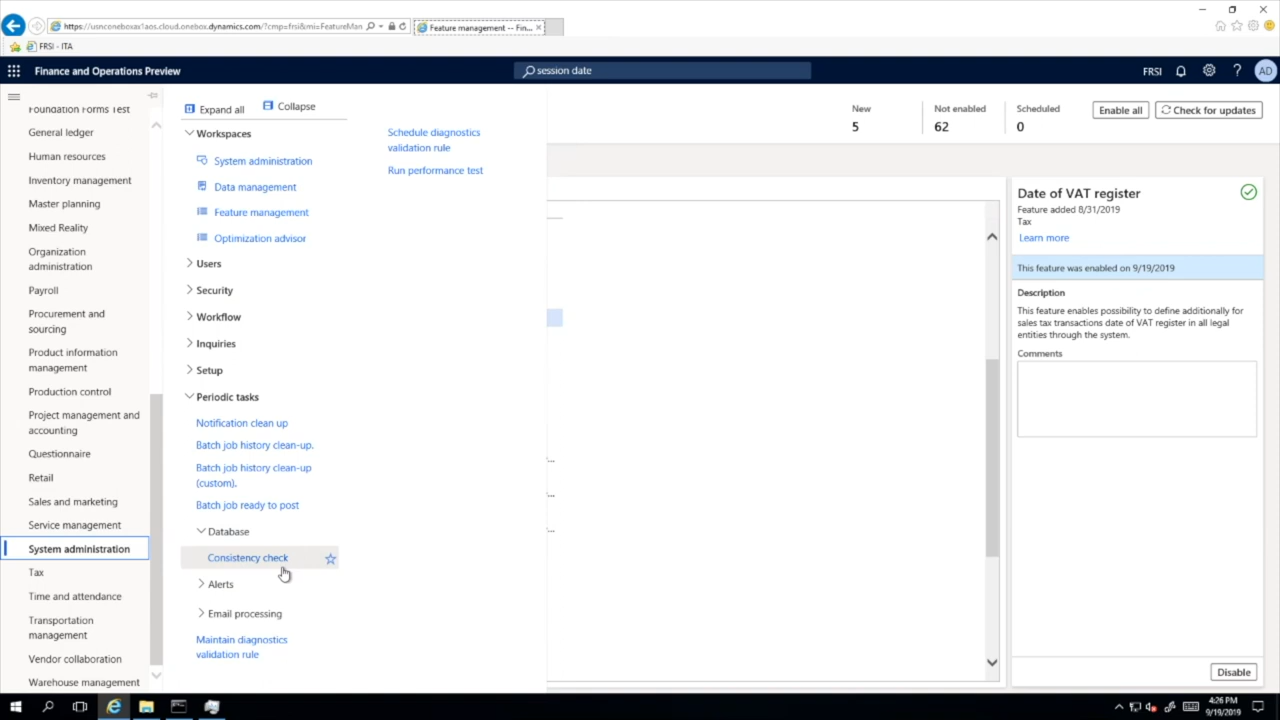 https://usnconeboxax1aos.cloud.onebox.dynamics.com/?cmp=frsi&mi=FeatureMan
Feature management -- Fin...
FRSI - ITA
Finance and Operations Preview
session date
FRSI
?
AD
Foundation Forms Test
General ledger
Human resources
Inventory management
Master planning
Mixed Reality
Organization
administration
Payroll
Procurement and
sourcing
Product information
management
Production control
Project management and
accounting
Questionnaire
Retail
Sales and marketing
Service management
System administration
Tax
Time and attendance
Transportation
management
Vendor collaboration
Warehouse management
Expand all
Collapse
Workspaces
System administration
Data management
Feature management
Optimization advisor
Users
Security
Workflow
Inquiries
Setup
Periodic tasks
Notification clean up
Batch job history clean-up.
Batch job history clean-up
(custom).
Batch job ready to post
Database
Consistency check
Alerts
Email processing
Maintain diagnostics
validation rule
Schedule diagnostics
validation rule
Run performance test
New
5
Not enabled
62
Scheduled
0
Enable all
Check for updates
...
...
...
Date of VAT register
Feature added 8/31/2019
Tax
Learn more
This feature was enabled on 9/19/2019
Description
This feature enables possibility to define additionally for
sales tax transactions date of VAT register in all legal
entities through the system.
Comments
Disable
4:26 PM
9/19/2019